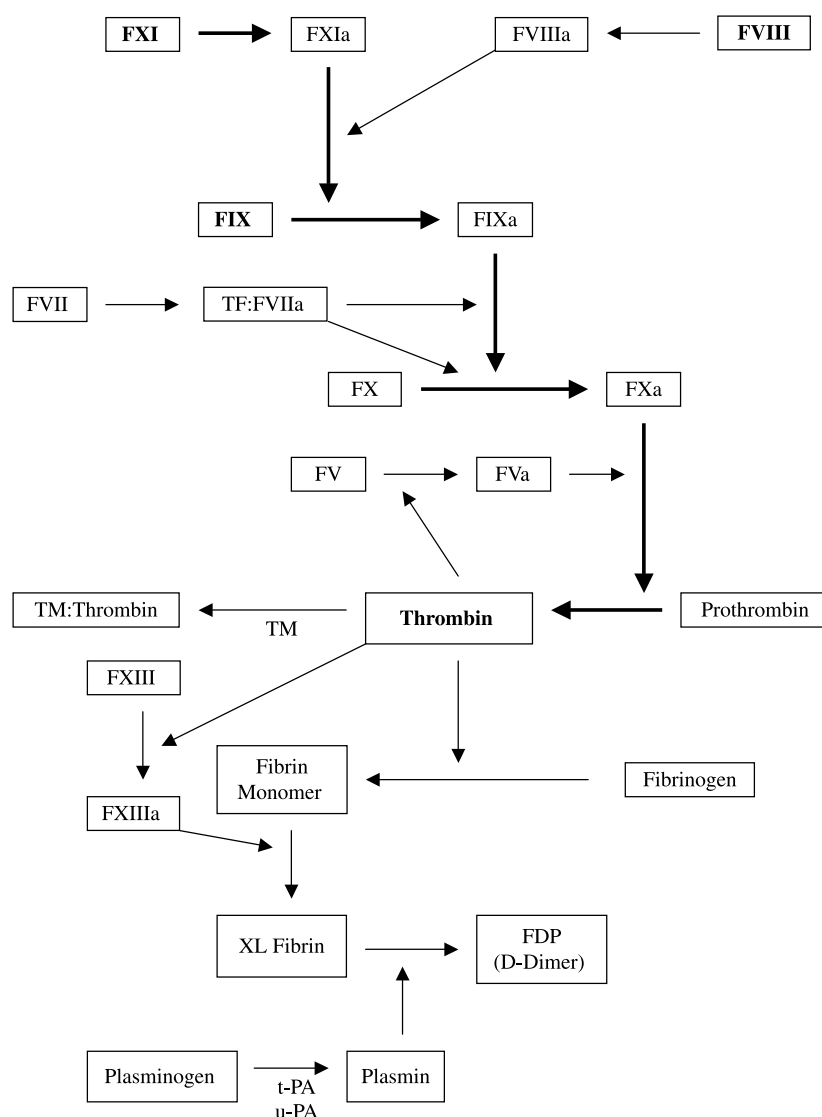 FXI
FXIa
FVIIIa
FVIII
FIX
FIXa
FVII
TF:FVIIa
FX
FXa
FV
FVa
TM:Thrombin
TM
Thrombin
Prothrombin
FXIII
Fibrin
Monomer
Fibrinogen
FXIIIa
XL Fibrin
FDP
(D-Dimer)
Plasminogen
t-PA
u-PA
Plasmin